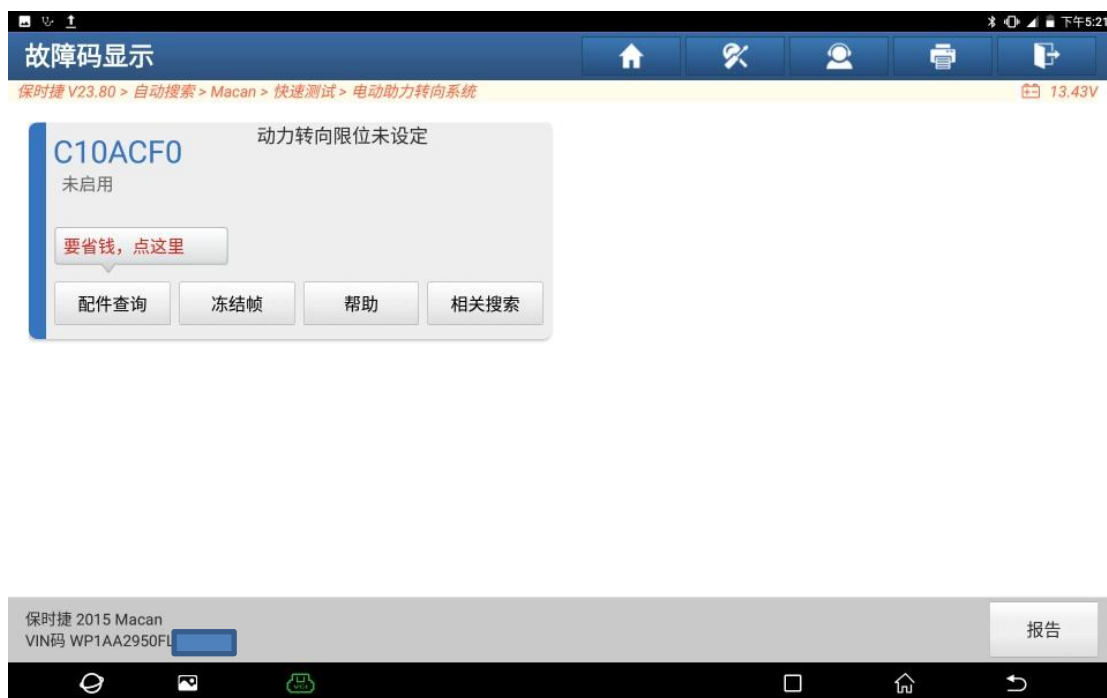 下午5:21
故障码显示
保时捷 V23.80 > 自动搜索 > Macan > 快速测试 > 电动助力转向系统
13.43V
C10ACF0
动力转向限位未设定
未启用
要省钱，点这里
配件查询
冻结帧
帮助
相关搜索
保时捷 2015 Macan
VIN码 WP1AA2950FL
报告